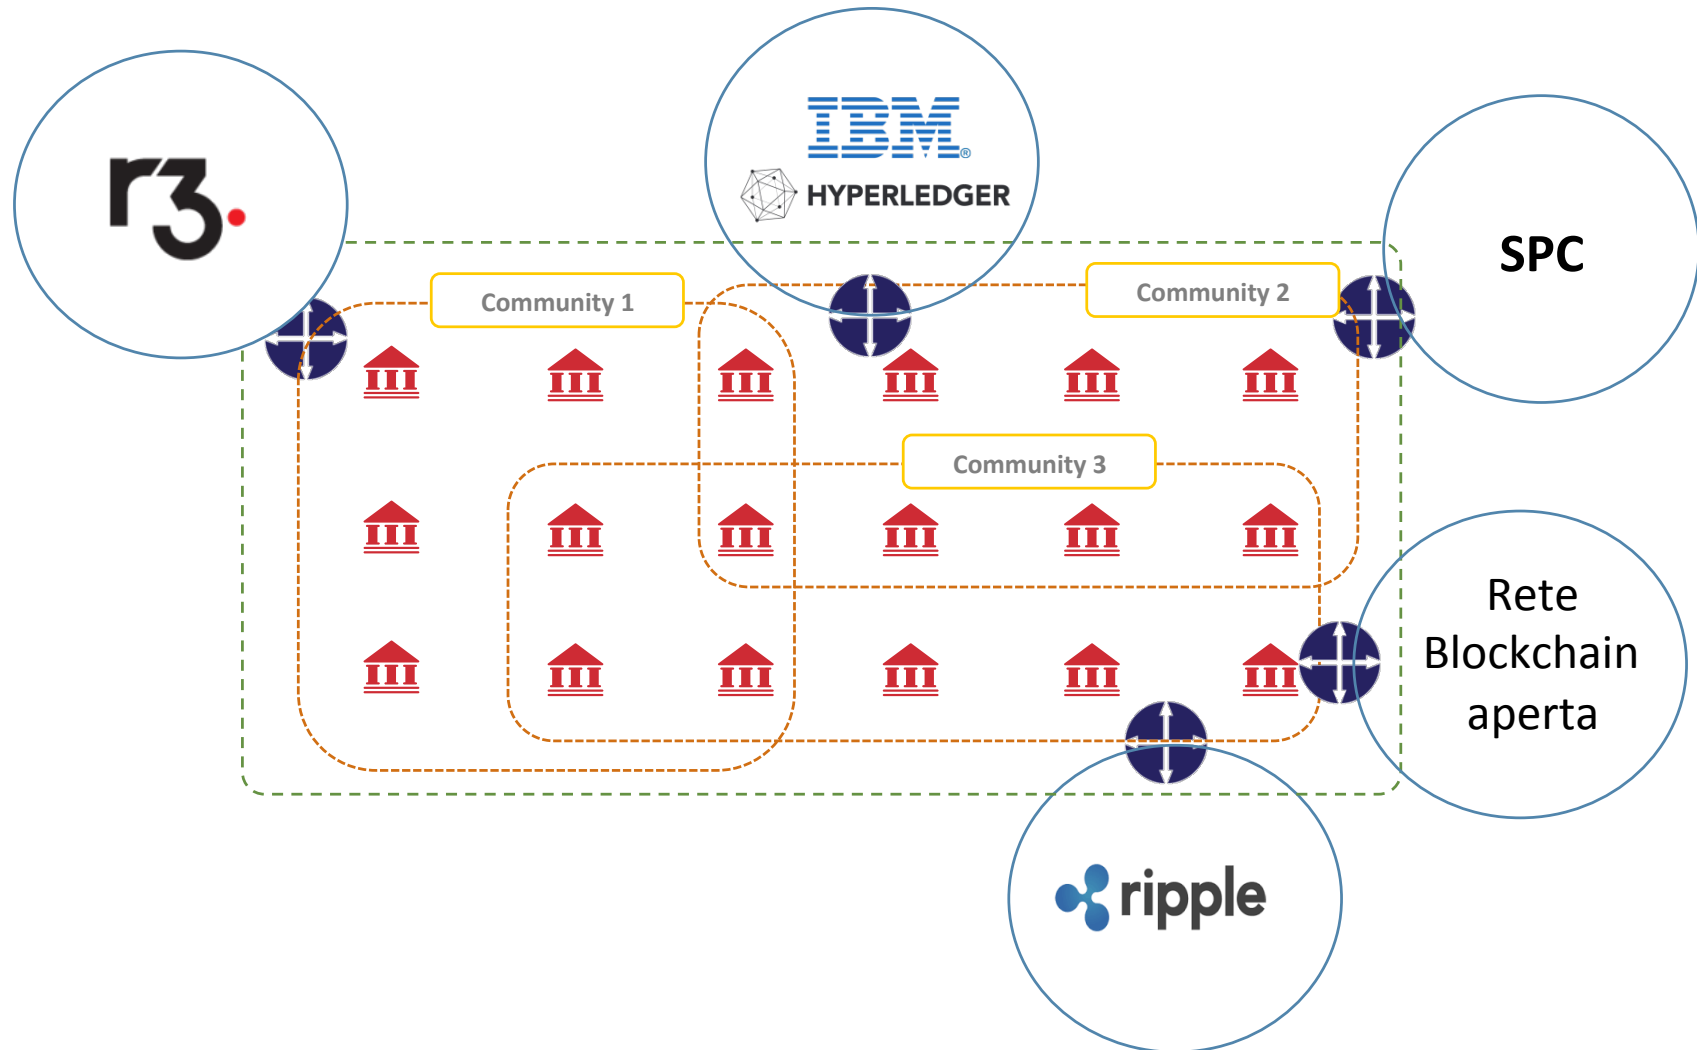 r3.
IBM®
HYPERLEDGER
SPC
Community 1
Community 2
Community 3
Rete
Blockchain
aperta
ripple